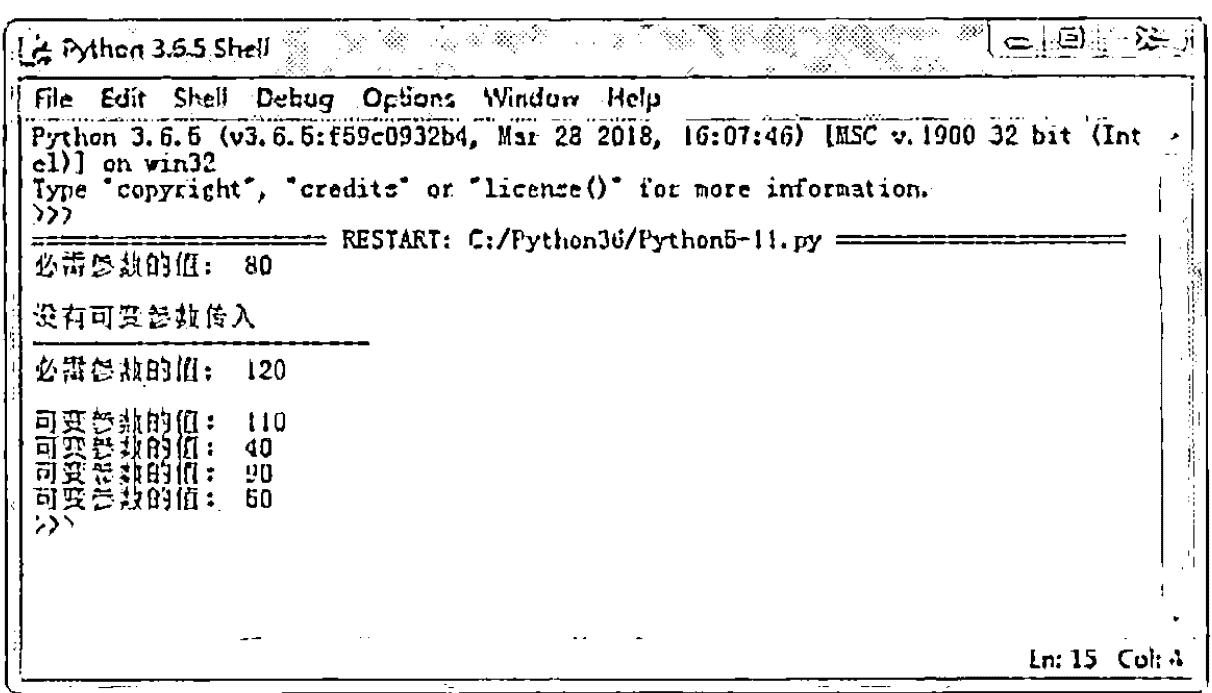 Python 3.6.5 Shell
File Edit Shell Debug Options Window Help
Python 3.6.5 (v3.6.5:f59c0932b4, Mar 28 2018, 16:07:46) [MSC v.1900 32 bit (Int
el)] on win32
Type "copyright", "credits" or "license()" for more information.
>>>
==================== RESTART: C:/Python36/Python5-11.py ====================
必需参数的值: 80
没有可变参数传入
必需参数的值: 120
可变参数的值: 110
可变参数的值: 40
可变参数的值: 90
可变参数的值: 60
>>>
Ln: 15 Col: 4